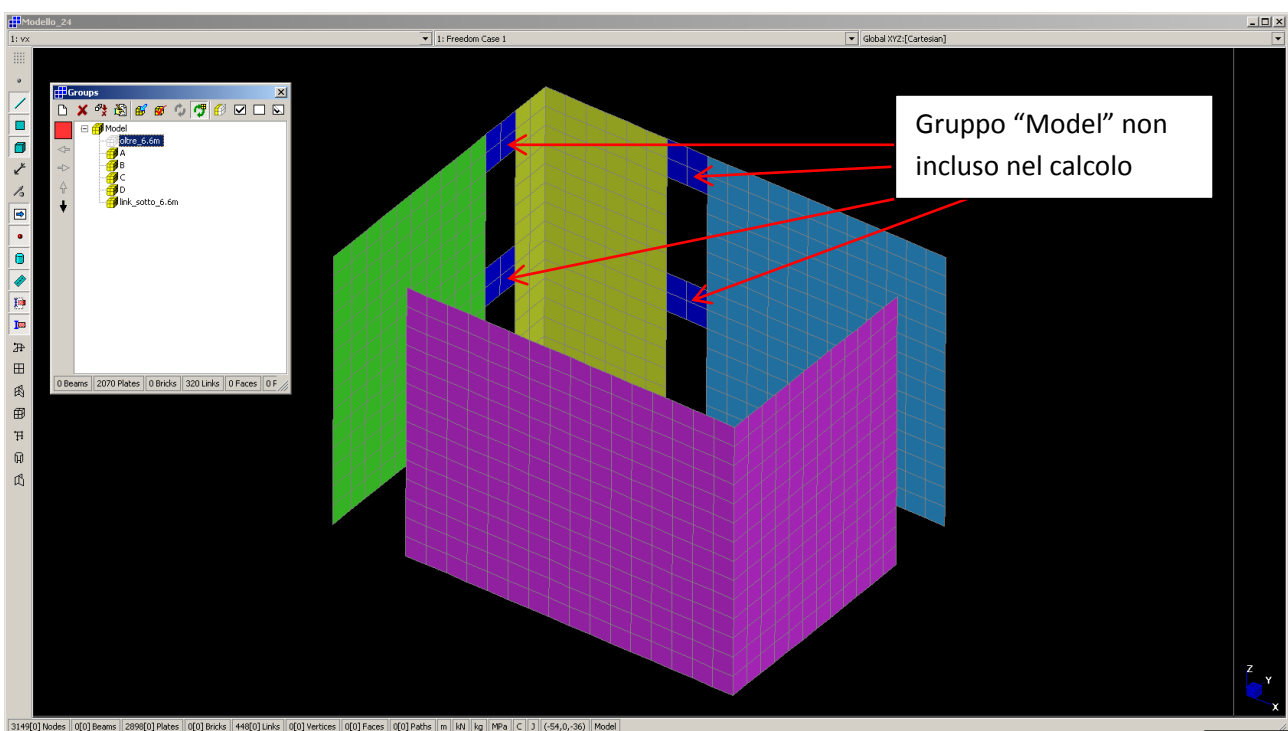 Modello_24
1: vx
1: Freedom Case 1
Global XYZ:[Cartesian]
Groups
Model
oltre_6.6m
A
B
C
D
link_sotto_6.6m
0 Beams 2070 Plates 0 Bricks 320 Links 0 Faces 0 F
Gruppo “Model” non
incluso nel calcolo
Z
Y
X
3149[0] Nodes 0[0] Beams 2898[0] Plates 0[0] Bricks 448[0] Links 0[0] Vertices 0[0] Faces 0[0] Paths m kN kg MPa C J (-54,0,-36) Model